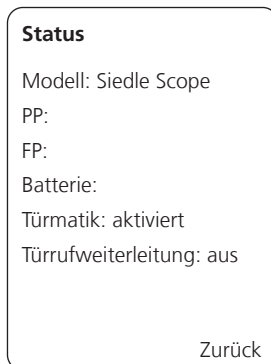 Status
Modell: Siedle Scope
PP:
FP:
Batterie:
Türmatik: aktiviert
Türrufweiterleitung: aus
Zurück